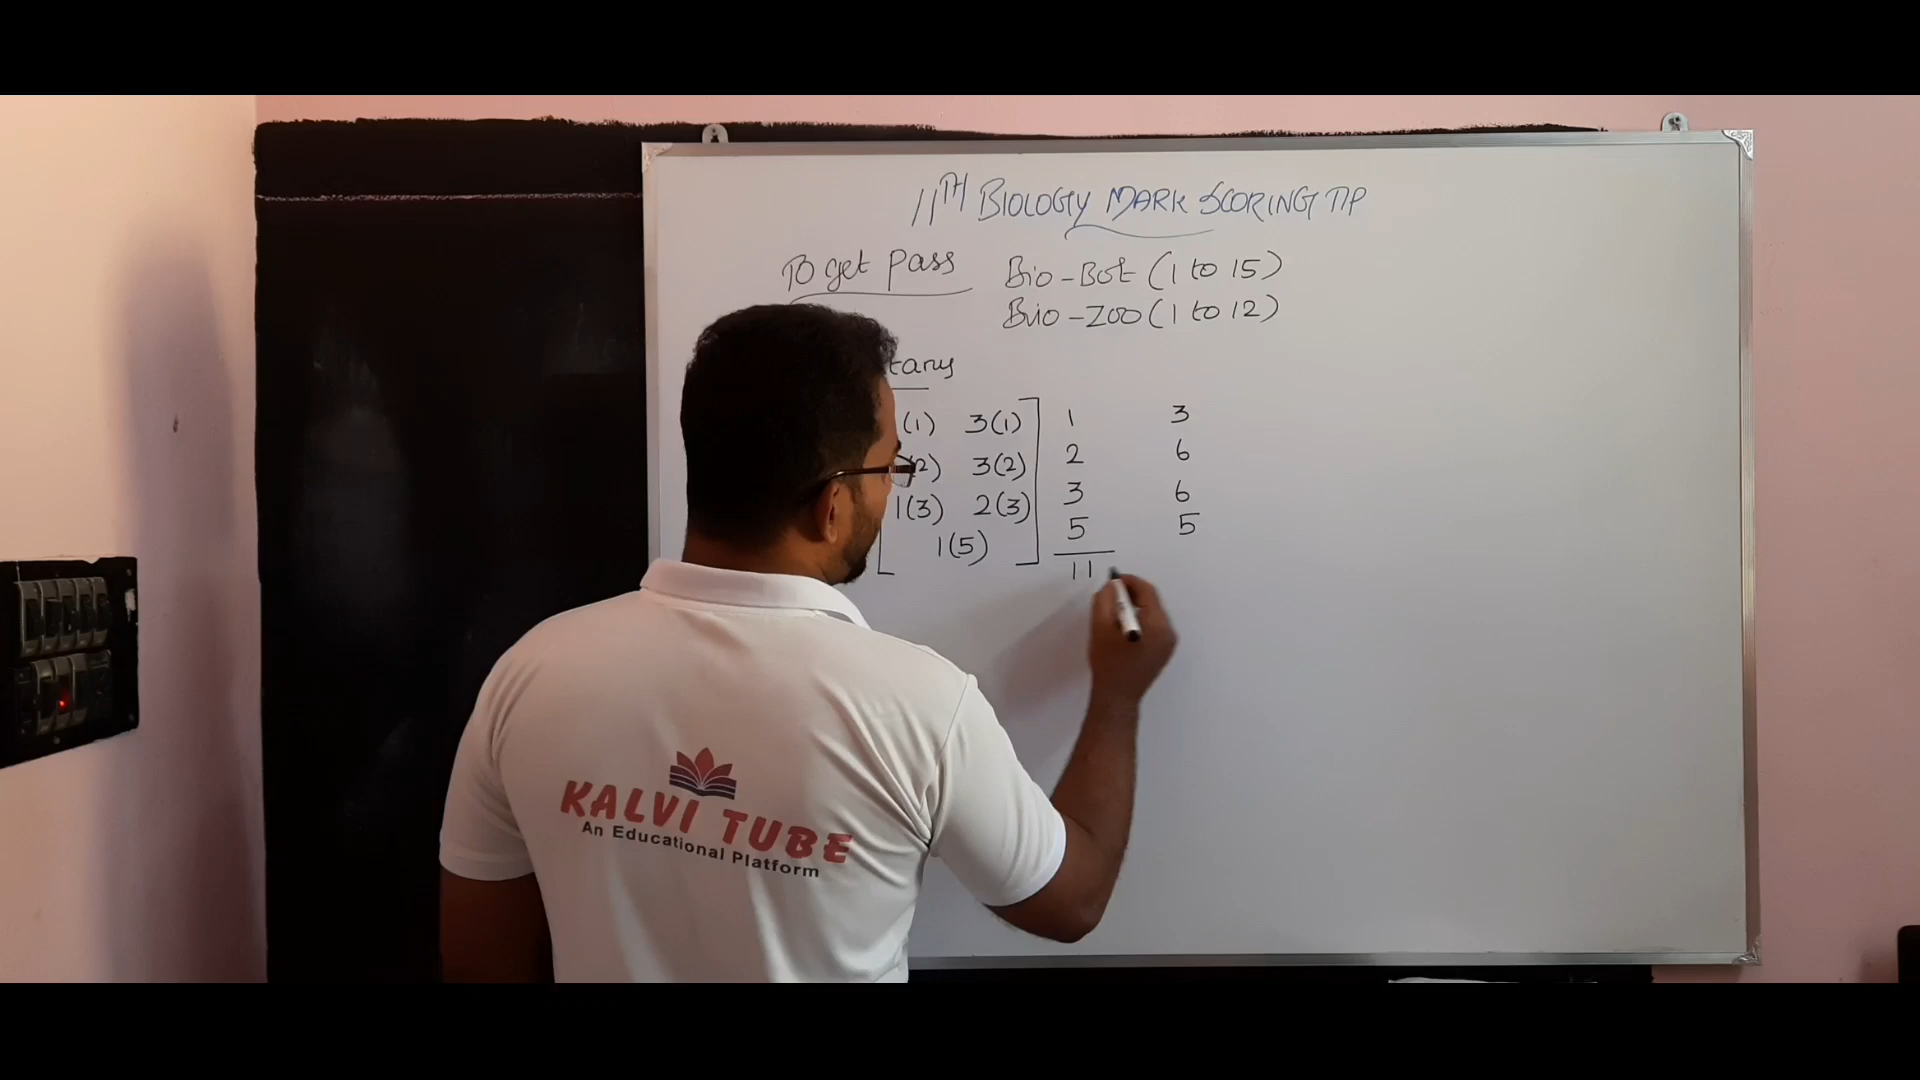 11TH BIOLOGY MARK SCORING TIP
To get pass Bio-Bot (1 to 15)
Bio-Zoo (1 to 12)
tany
(1) 3(1) 1 3
(2) 3(2) 2 6
1(3) 2(3) 3 6
1(5) 5 5
11
KALVI TUBE
An Educational Platform